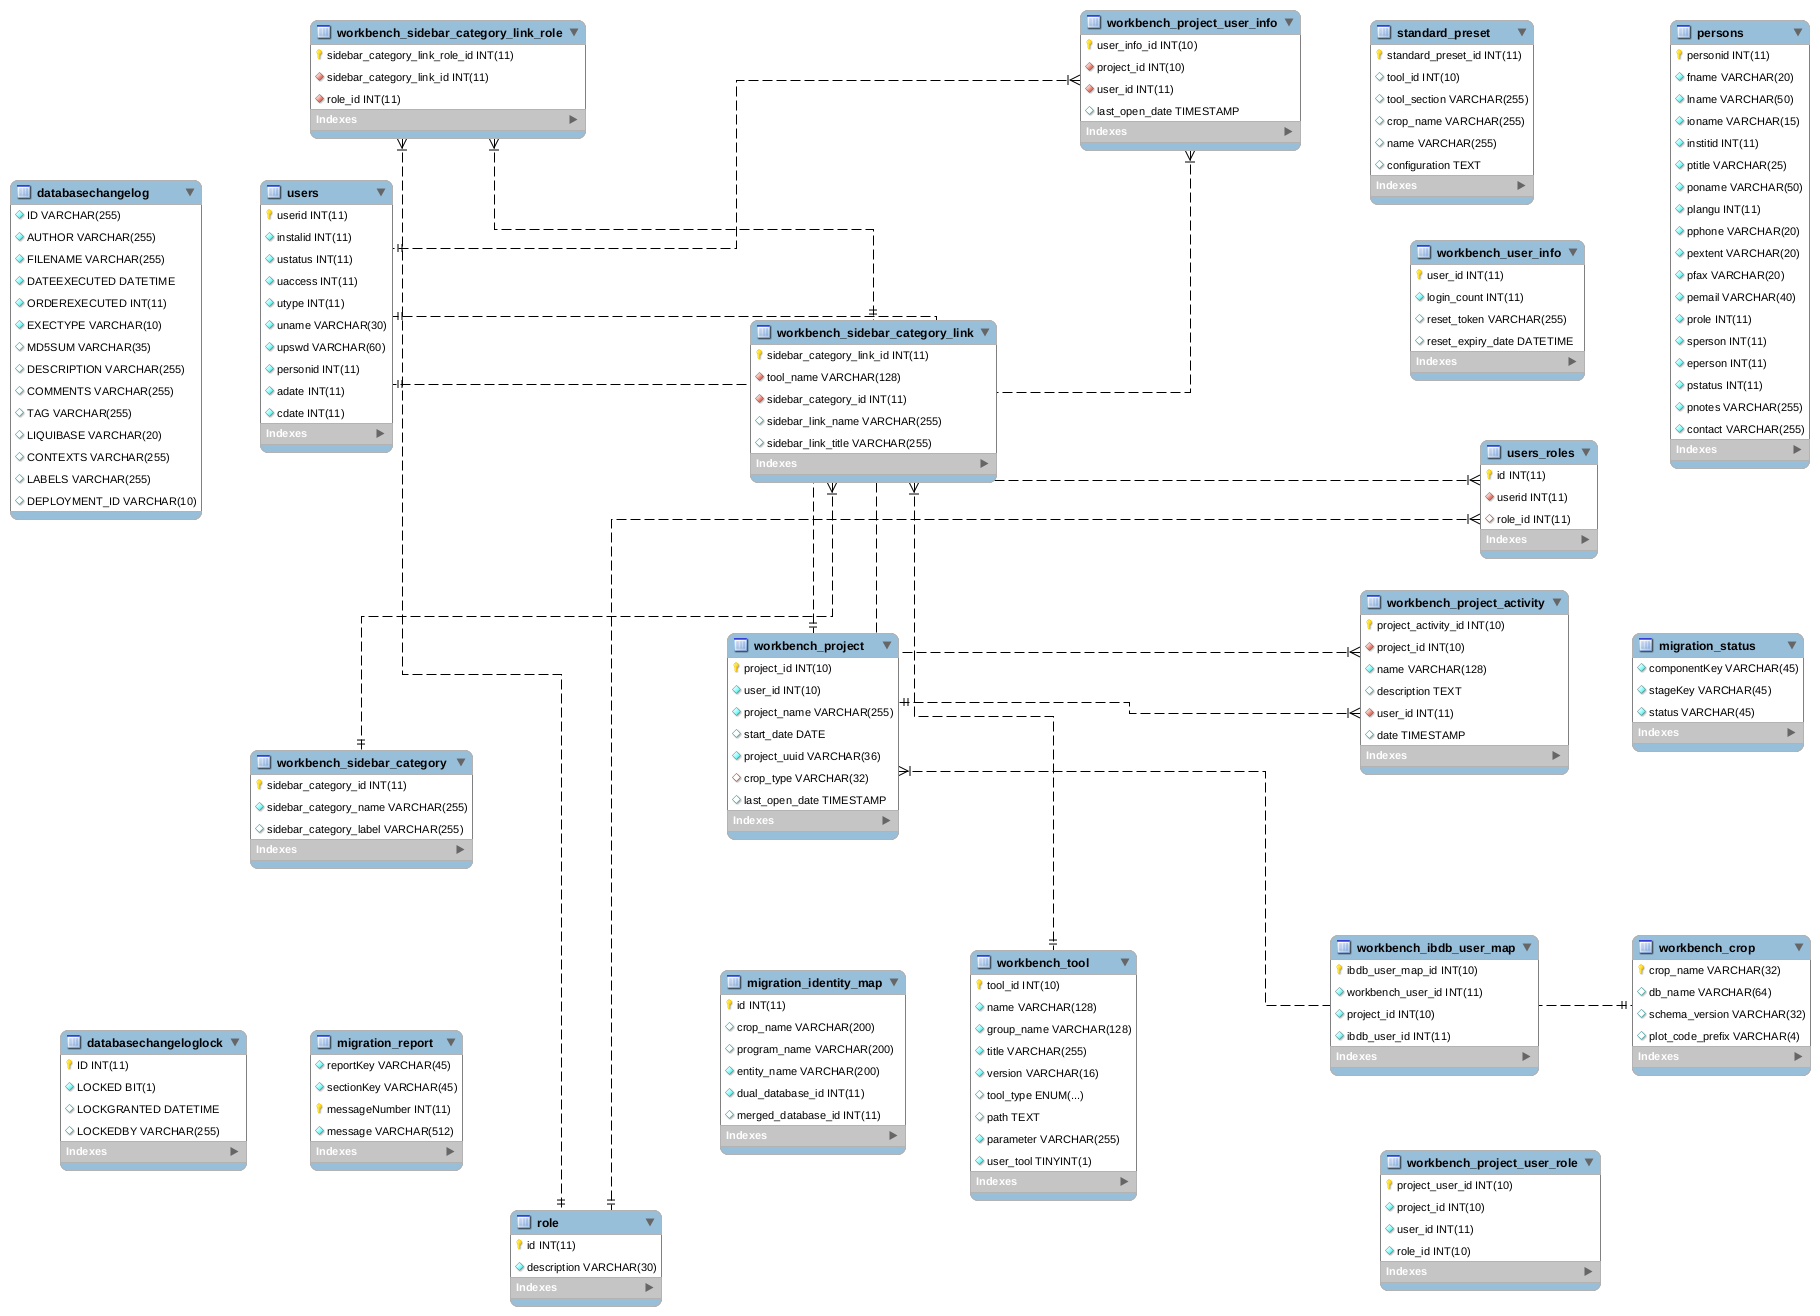 workbench_sidebar_category_link_role
sidebar_category_link_role_id INT(11)
sidebar_category_link_id INT(11)
role_id INT(11)
Indexes
workbench_project_user_info
user_info_id INT(10)
project_id INT(10)
user_id INT(11)
last_open_date TIMESTAMP
Indexes
standard_preset
standard_preset_id INT(11)
tool_id INT(10)
tool_section VARCHAR(255)
crop_name VARCHAR(255)
name VARCHAR(255)
configuration TEXT
Indexes
persons
personid INT(11)
fname VARCHAR(20)
lname VARCHAR(50)
ioname VARCHAR(15)
institid INT(11)
ptitle VARCHAR(25)
poname VARCHAR(50)
plangu INT(11)
pphone VARCHAR(20)
pextent VARCHAR(20)
pfax VARCHAR(20)
pemail VARCHAR(40)
prole INT(11)
sperson INT(11)
eperson INT(11)
pstatus INT(11)
pnotes VARCHAR(255)
contact VARCHAR(255)
Indexes
databasechangelog
ID VARCHAR(255)
AUTHOR VARCHAR(255)
FILENAME VARCHAR(255)
DATEEXECUTED DATETIME
ORDEREXECUTED INT(11)
EXECTYPE VARCHAR(10)
MD5SUM VARCHAR(35)
DESCRIPTION VARCHAR(255)
COMMENTS VARCHAR(255)
TAG VARCHAR(255)
LIQUIBASE VARCHAR(20)
CONTEXTS VARCHAR(255)
LABELS VARCHAR(255)
DEPLOYMENT_ID VARCHAR(10)
users
userid INT(11)
instalid INT(11)
ustatus INT(11)
uaccess INT(11)
utype INT(11)
uname VARCHAR(30)
upswd VARCHAR(60)
personid INT(11)
adate INT(11)
cdate INT(11)
Indexes
workbench_user_info
user_id INT(11)
login_count INT(11)
reset_token VARCHAR(255)
reset_expiry_date DATETIME
Indexes
workbench_sidebar_category_link
sidebar_category_link_id INT(11)
tool_name VARCHAR(128)
sidebar_category_id INT(11)
sidebar_link_name VARCHAR(255)
sidebar_link_title VARCHAR(255)
Indexes
users_roles
id INT(11)
userid INT(11)
role_id INT(11)
Indexes
workbench_project_activity
project_activity_id INT(10)
project_id INT(10)
name VARCHAR(128)
description TEXT
user_id INT(11)
date TIMESTAMP
Indexes
workbench_project
project_id INT(10)
user_id INT(10)
project_name VARCHAR(255)
start_date DATE
project_uuid VARCHAR(36)
crop_type VARCHAR(32)
last_open_date TIMESTAMP
Indexes
migration_status
componentKey VARCHAR(45)
stageKey VARCHAR(45)
status VARCHAR(45)
Indexes
workbench_sidebar_category
sidebar_category_id INT(11)
sidebar_category_name VARCHAR(255)
sidebar_category_label VARCHAR(255)
Indexes
workbench_ibdb_user_map
ibdb_user_map_id INT(10)
workbench_user_id INT(11)
project_id INT(10)
ibdb_user_id INT(11)
Indexes
workbench_crop
crop_name VARCHAR(32)
db_name VARCHAR(64)
schema_version VARCHAR(32)
plot_code_prefix VARCHAR(4)
Indexes
workbench_tool
tool_id INT(10)
name VARCHAR(128)
group_name VARCHAR(128)
title VARCHAR(255)
version VARCHAR(16)
tool_type ENUM(...)
path TEXT
parameter VARCHAR(255)
user_tool TINYINT(1)
Indexes
migration_identity_map
id INT(11)
crop_name VARCHAR(200)
program_name VARCHAR(200)
entity_name VARCHAR(200)
dual_database_id INT(11)
merged_database_id INT(11)
Indexes
databasechangeloglock
ID INT(11)
LOCKED BIT(1)
LOCKGRANTED DATETIME
LOCKEDBY VARCHAR(255)
Indexes
migration_report
reportKey VARCHAR(45)
sectionKey VARCHAR(45)
messageNumber INT(11)
message VARCHAR(512)
Indexes
workbench_project_user_role
project_user_id INT(10)
project_id INT(10)
user_id INT(11)
role_id INT(10)
Indexes
role
id INT(11)
description VARCHAR(30)
Indexes